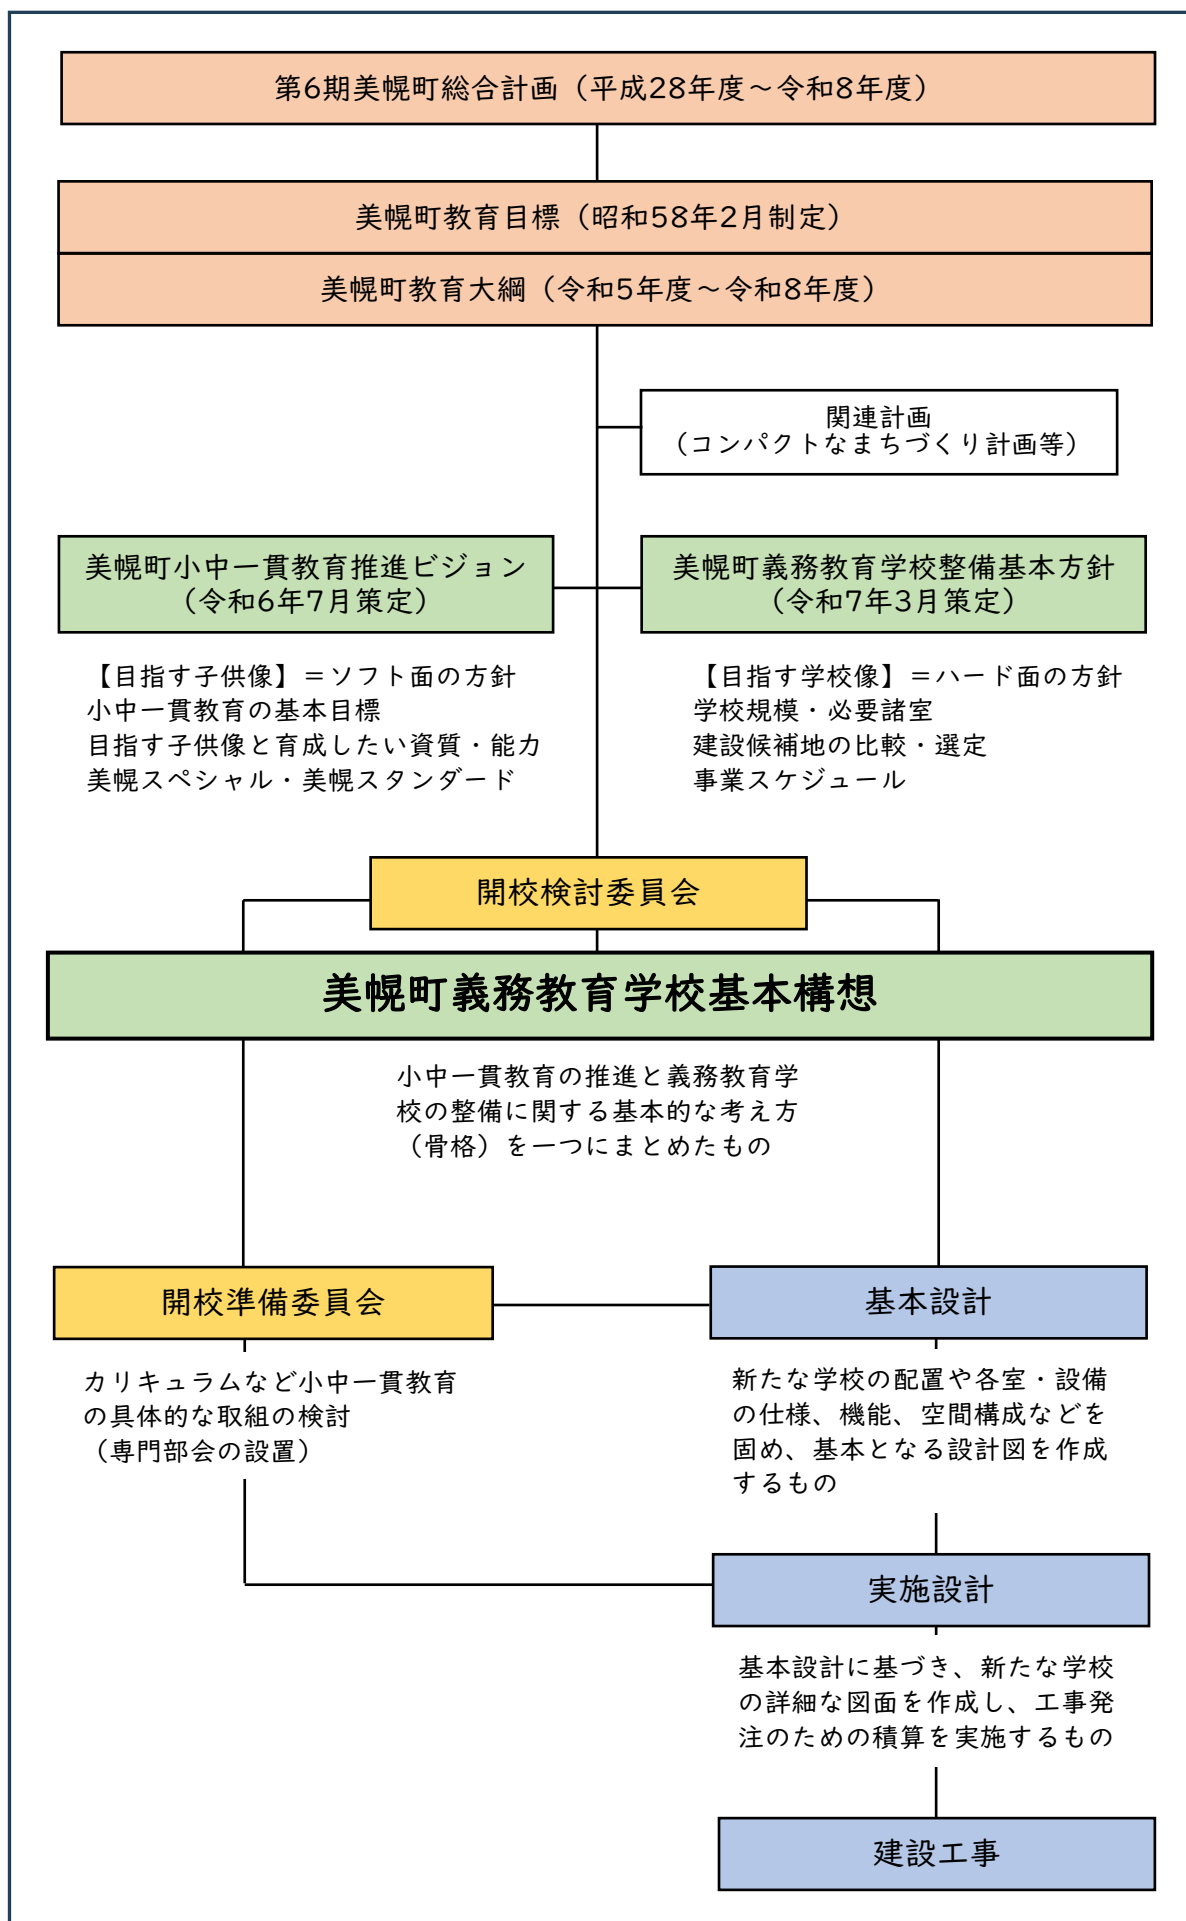 第6期美幌町総合計画（平成28年度～令和8年度）
美幌町教育目標（昭和58年2月制定）
美幌町教育大綱（令和5年度～令和8年度）
関連計画
（コンパクトなまちづくり計画等）
美幌町小中一貫教育推進ビジョン
（令和6年7月策定）
美幌町義務教育学校整備基本方針
（令和7年3月策定）
【目指す子供像】＝ソフト面の方針
小中一貫教育の基本目標
目指す子供像と育成したい資質・能力
美幌スペシャル・美幌スタンダード
【目指す学校像】＝ハード面の方針
学校規模・必要諸室
建設候補地の比較・選定
事業スケジュール
開校検討委員会
美幌町義務教育学校基本構想
小中一貫教育の推進と義務教育学
校の整備に関する基本的な考え方
（骨格）を一つにまとめたもの
開校準備委員会
カリキュラムなど小中一貫教育
の具体的な取組の検討
（専門部会の設置）
基本設計
新たな学校の配置や各室・設備
の仕様、機能、空間構成などを
固め、基本となる設計図を作成
するもの
実施設計
基本設計に基づき、新たな学校
の詳細な図面を作成し、工事発
注のための積算を実施するもの
建設工事